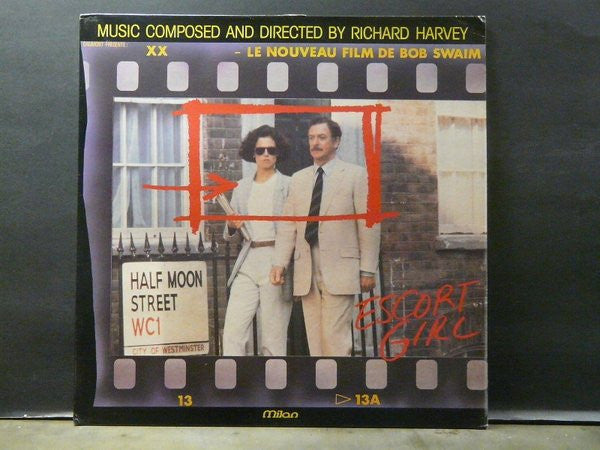 MUSIC COMPOSED AND DIRECTED BY RICHARD HARVEY
GAUMONT PRESENTE:
XX – LE NOUVEAU FILM DE BOB SWAIM
HALF MOON
STREET
WC1
CITY OF WESTMINSTER
ESCORT
GIRL
13 ▷13A
milan